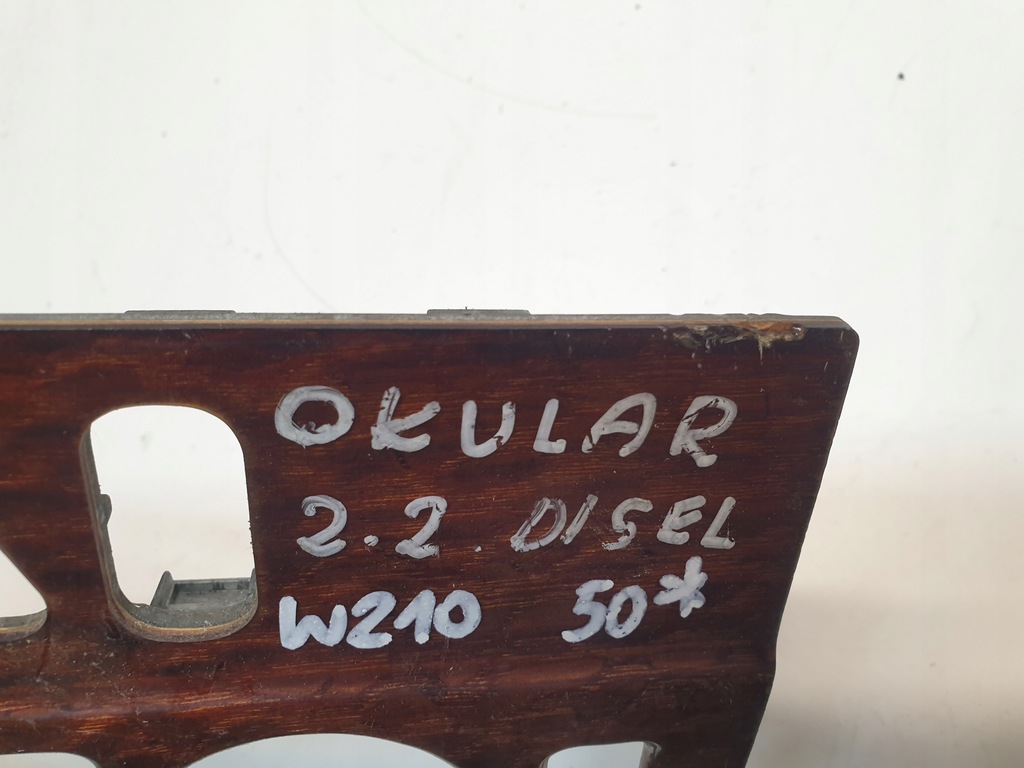 OKULAR
2.2. DISEL
W210 50*